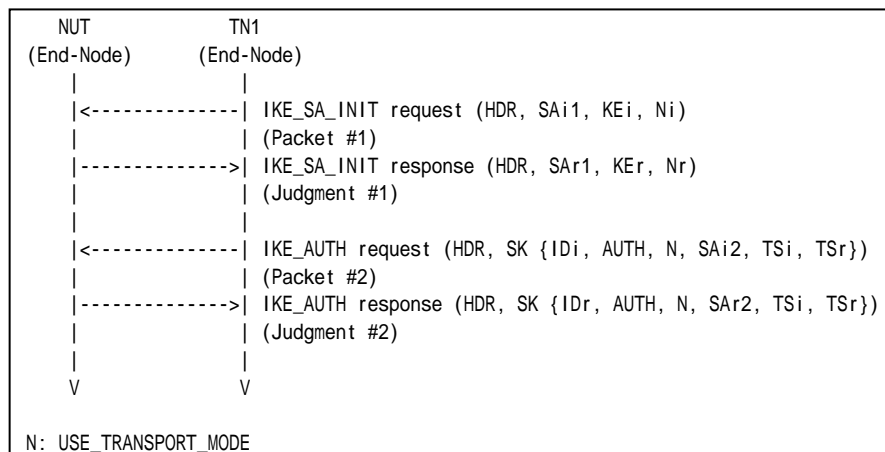 NUT           TN1
(End-Node)     (End-Node)
    |              |
    |<--------------| IKE_SA_INIT request (HDR, SAi1, KEi, Ni)
    |              | (Packet #1)
    |-------------->| IKE_SA_INIT response (HDR, SAr1, KEr, Nr)
    |              | (Judgment #1)
    |              |
    |<--------------| IKE_AUTH request (HDR, SK {IDi, AUTH, N, SAi2, TSi, TSr})
    |              | (Packet #2)
    |-------------->| IKE_AUTH response (HDR, SK {IDr, AUTH, N, SAr2, TSi, TSr})
    |              | (Judgment #2)
    |              |
    V              V
N: USE_TRANSPORT_MODE